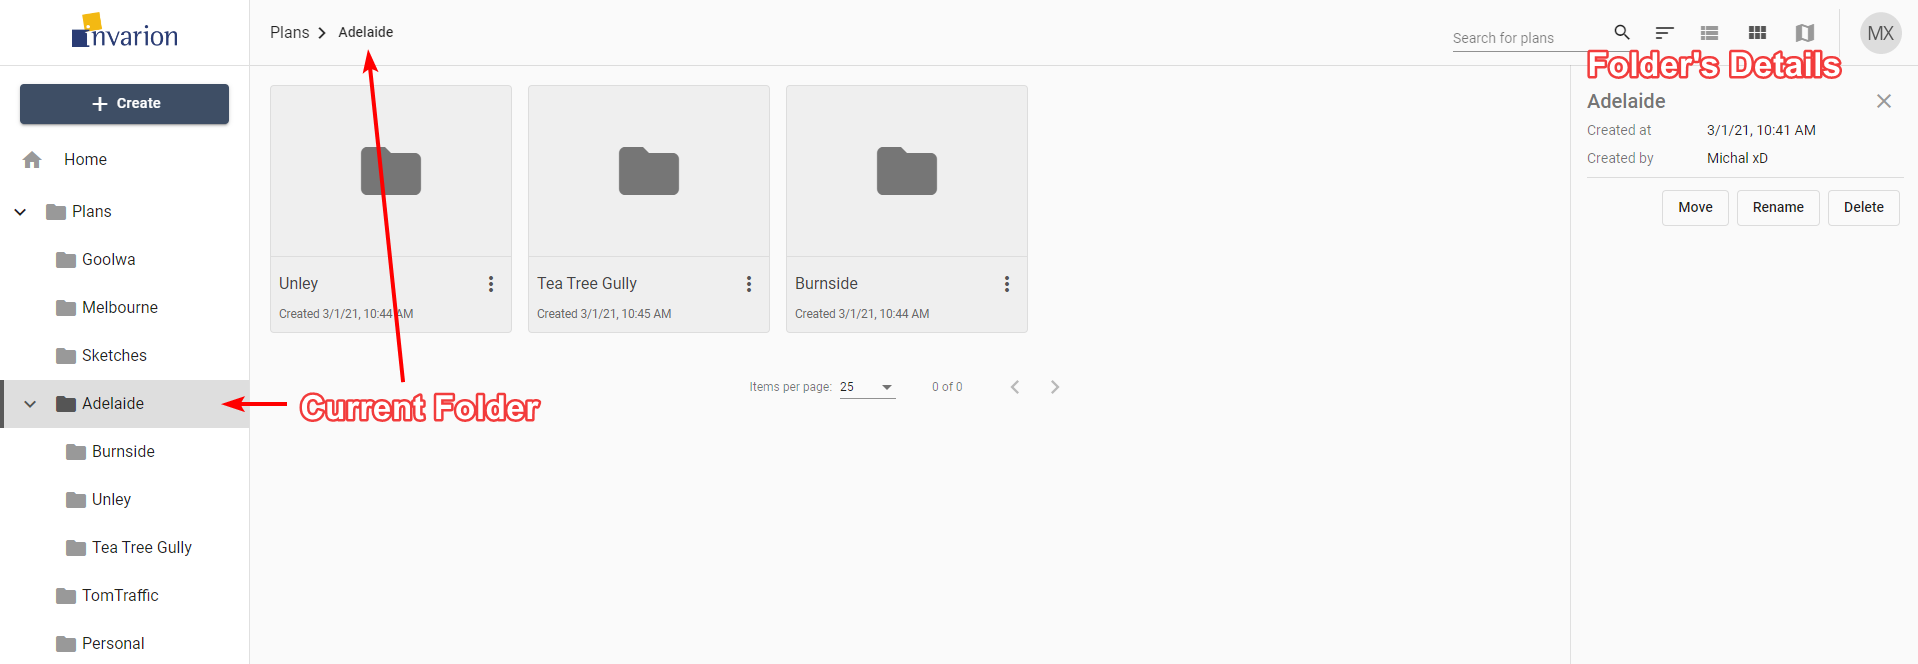 invarion
Plans > Adelaide
Search for plans
MX
Create
Home
Plans
Goolwa
Melbourne
Sketches
Adelaide
Burnside
Unley
Tea Tree Gully
TomTraffic
Personal
Unley
Created 3/1/21, 10:44 AM
Tea Tree Gully
Created 3/1/21, 10:45 AM
Burnside
Created 3/1/21, 10:44 AM
Items per page: 25
0 of 0
Current Folder
Folder's Details
Adelaide
Created at 3/1/21, 10:41 AM
Created by Michal xD
Move Rename Delete